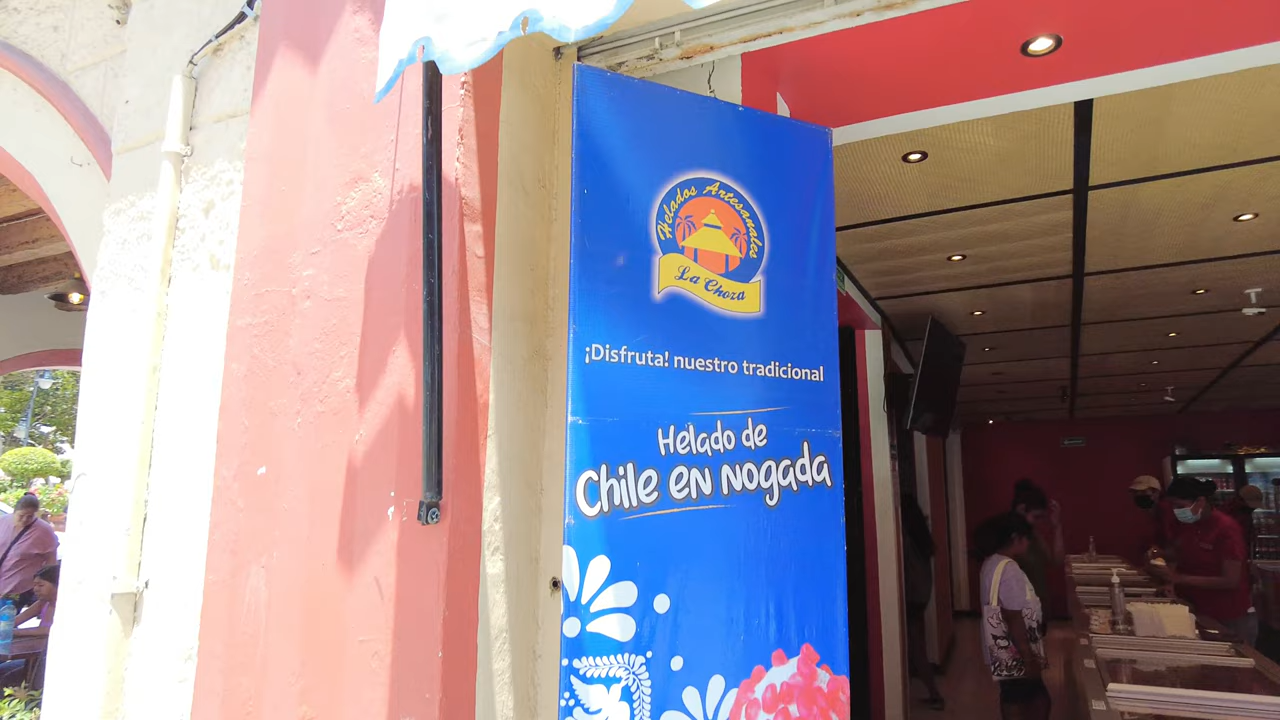 Helados Artesanales
La Choza
¡Disfruta! nuestro tradicional
Helado de
Chile en nogada